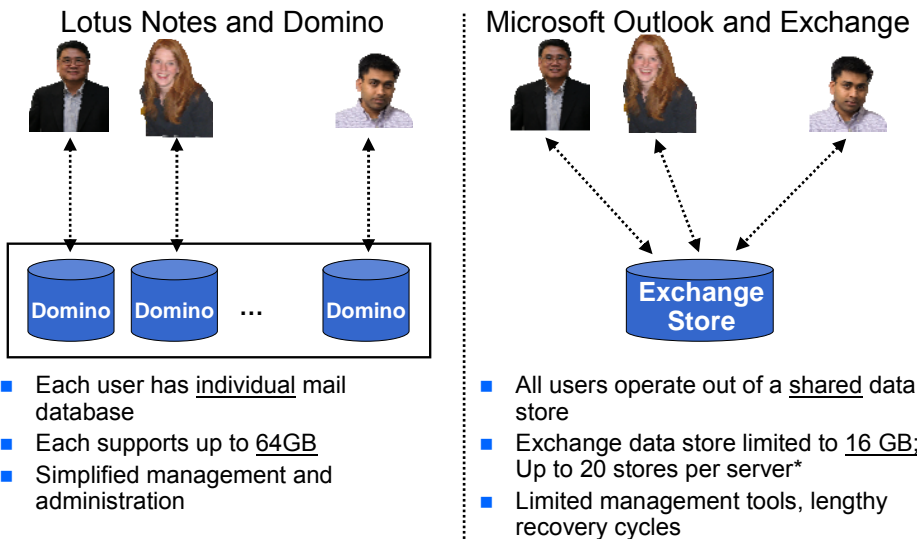 Lotus Notes and Domino
Domino
Domino
...
Domino
Each user has individual mail
database
Each supports up to 64GB
Simplified management and
administration
Microsoft Outlook and Exchange
Exchange
Store
All users operate out of a shared data
store
Exchange data store limited to 16 GB;
Up to 20 stores per server*
Limited management tools, lengthy
recovery cycles